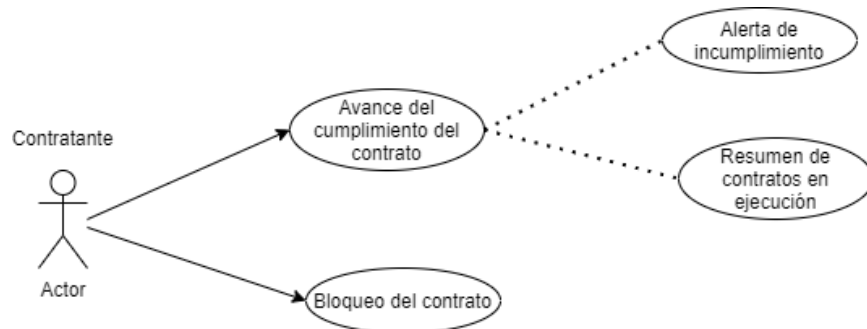 Alerta de
incumplimiento
Avance del
cumplimiento del
contrato
Contratante
Resumen de
contratos en
ejecución
Actor
Bloqueo del contrato